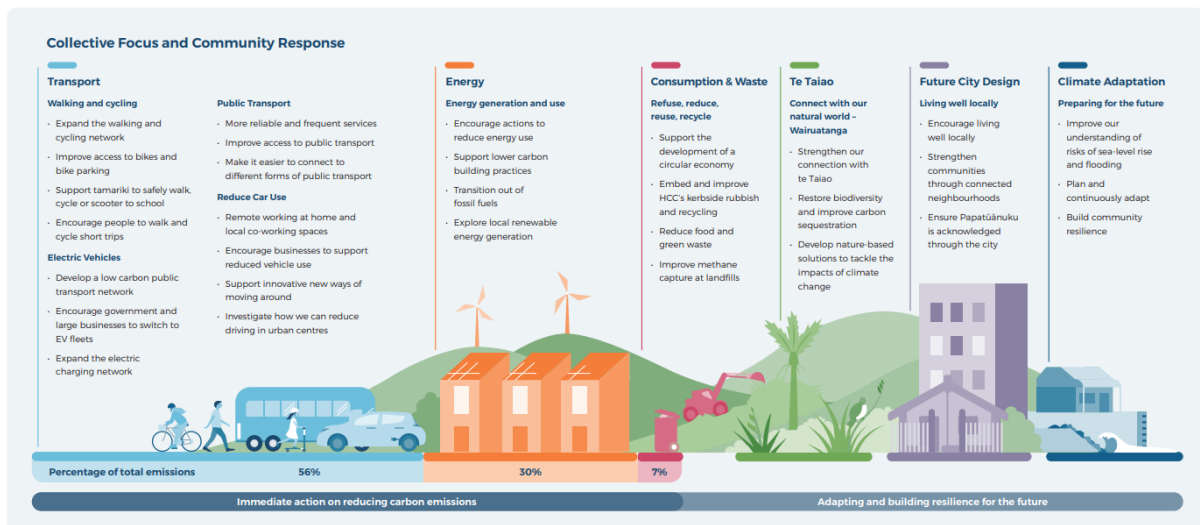 Collective Focus and Community Response
Transport
Walking and cycling
· Expand the walking and
cycling network
· Improve access to bikes and
bike parking
· Support tamariki to safely walk,
cycle or scooter to school
· Encourage people to walk and
cycle short trips
Electric Vehicles
· Develop a low carbon public
transport network
· Encourage government and
large businesses to switch to
EV fleets
· Expand the electric
charging network
Public Transport
· More reliable and frequent services
· Improve access to public transport
· Make it easier to connect to
different forms of public transport
Reduce Car Use
· Remote working at home and
local co-working spaces
· Encourage businesses to support
reduced vehicle use
· Support innovative new ways of
moving around
· Investigate how we can reduce
driving in urban centres
Energy
Energy generation and use
· Encourage actions to
reduce energy use
· Support lower carbon
building practices
· Transition out of
fossil fuels
· Explore local renewable
energy generation
Consumption & Waste
Refuse, reduce,
reuse, recycle
· Support the
development of a
circular economy
· Embed and improve
HCC's kerbside rubbish
and recycling
· Reduce food and
green waste
· Improve methane
capture at landfills
Te Taiao
Connect with our
natural world –
Wairuatanga
· Strengthen our
connection with
te Taiao
· Restore biodiversity
and improve carbon
sequestration
· Develop nature-based
solutions to tackle the
impacts of climate
change
Future City Design
Living well locally
· Encourage living
well locally
· Strengthen
communities
through connected
neighbourhoods
· Ensure Papatūānuku
is acknowledged
through the city
Climate Adaptation
Preparing for the future
· Improve our
understanding of
risks of sea-level rise
and flooding
· Plan and
continuously adapt
· Build community
resilience
Percentage of total emissions
56%
30%
7%
Immediate action on reducing carbon emissions
Adapting and building resilience for the future